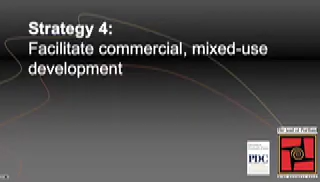 Strategy 4:
Facilitate commercial, mixed-use
development
PDC